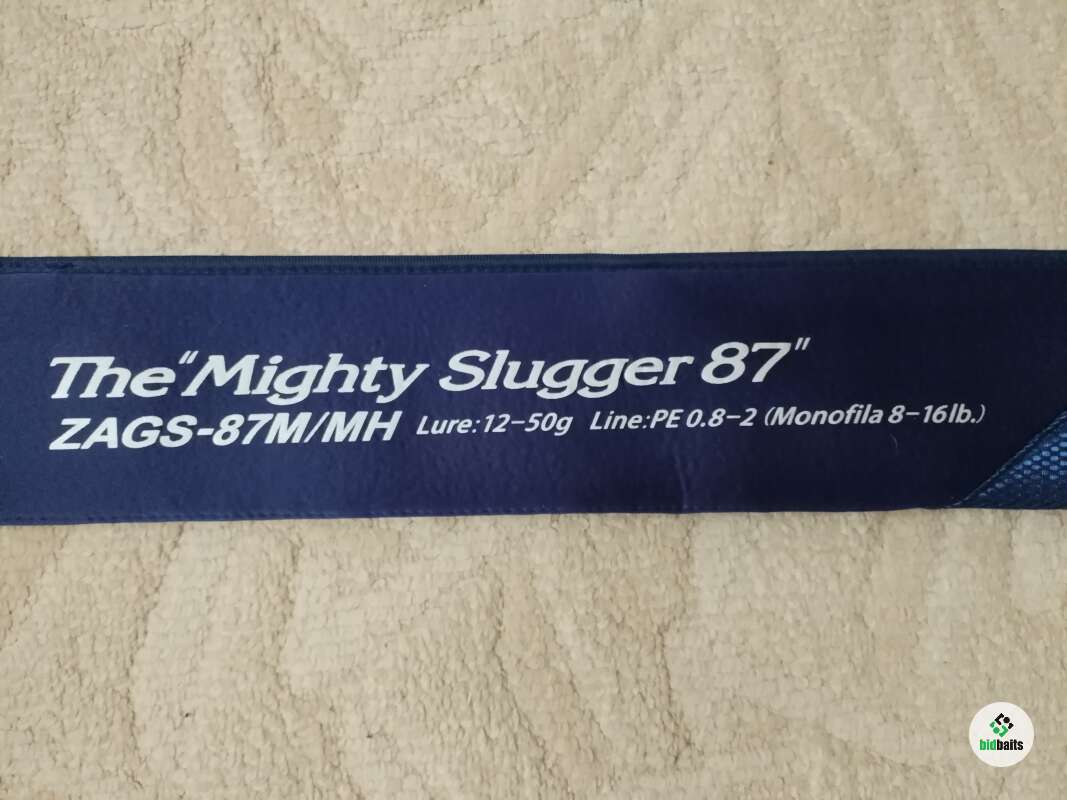 The "Mighty Slugger 87"
ZAGS-87M/MH Lure:12-50g Line:PE 0.8-2 (Monofila 8-16lb.)
bidbaits